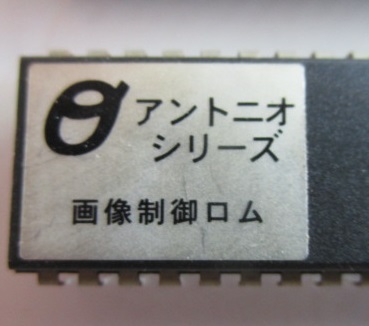 アントニオ
シリーズ
画像制御ロム